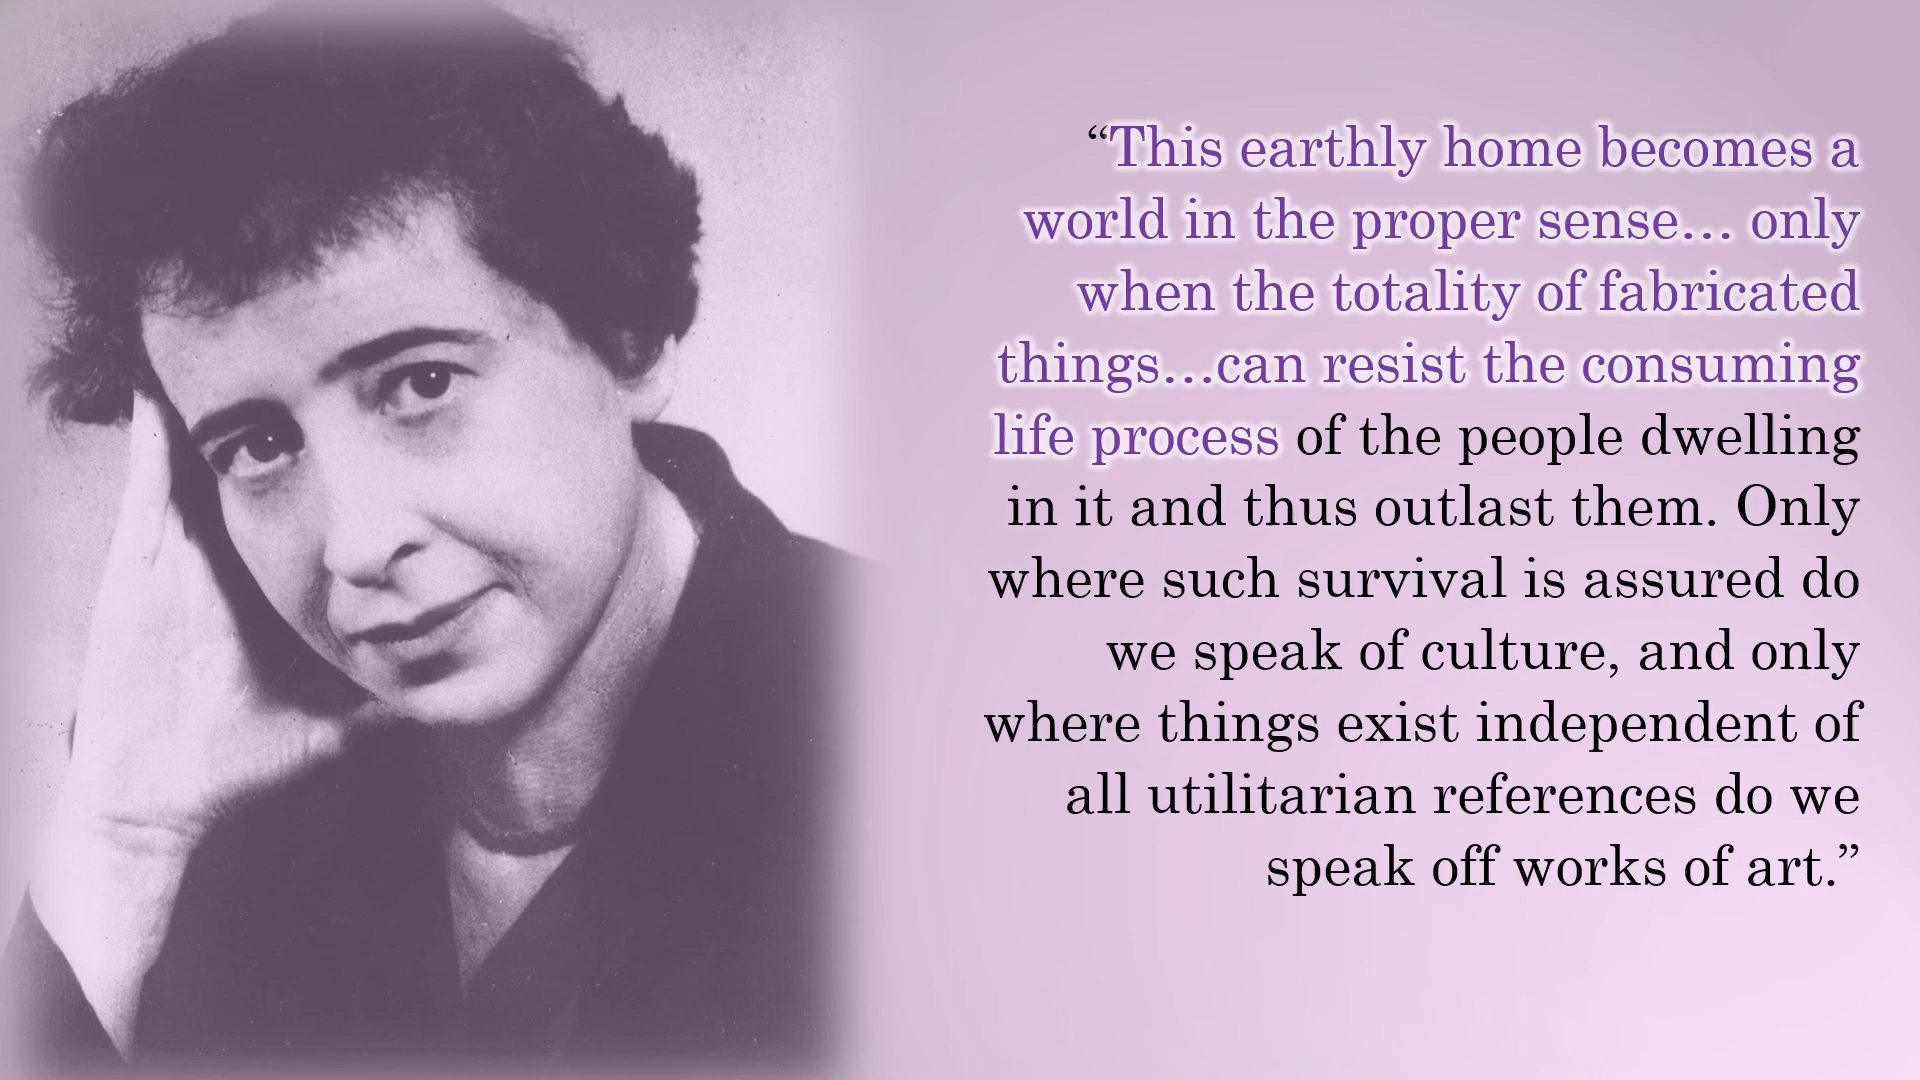 “This earthly home becomes a
world in the proper sense… only
when the totality of fabricated
things…can resist the consuming
life process of the people dwelling
in it and thus outlast them. Only
where such survival is assured do
we speak of culture, and only
where things exist independent of
all utilitarian references do we
speak off works of art.”